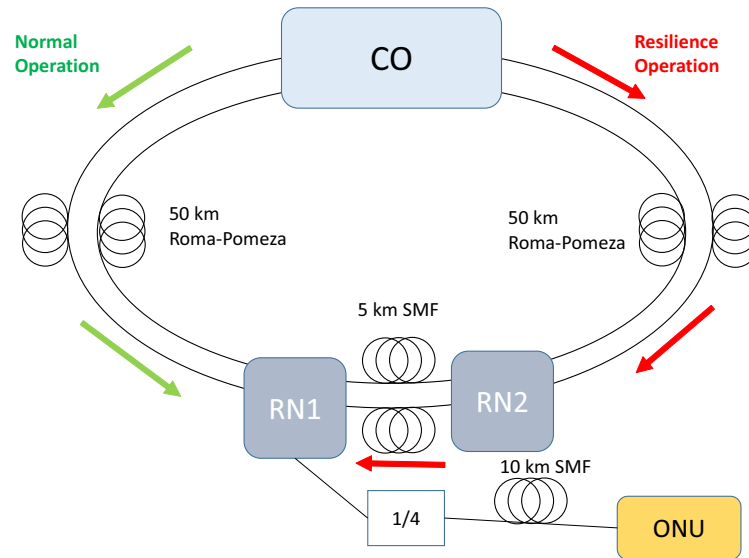 Normal
Operation
CO
Resilience
Operation
50 km
Roma-Pomeza
50 km
Roma-Pomeza
5 km SMF
RN1
RN2
10 km SMF
1/4
ONU